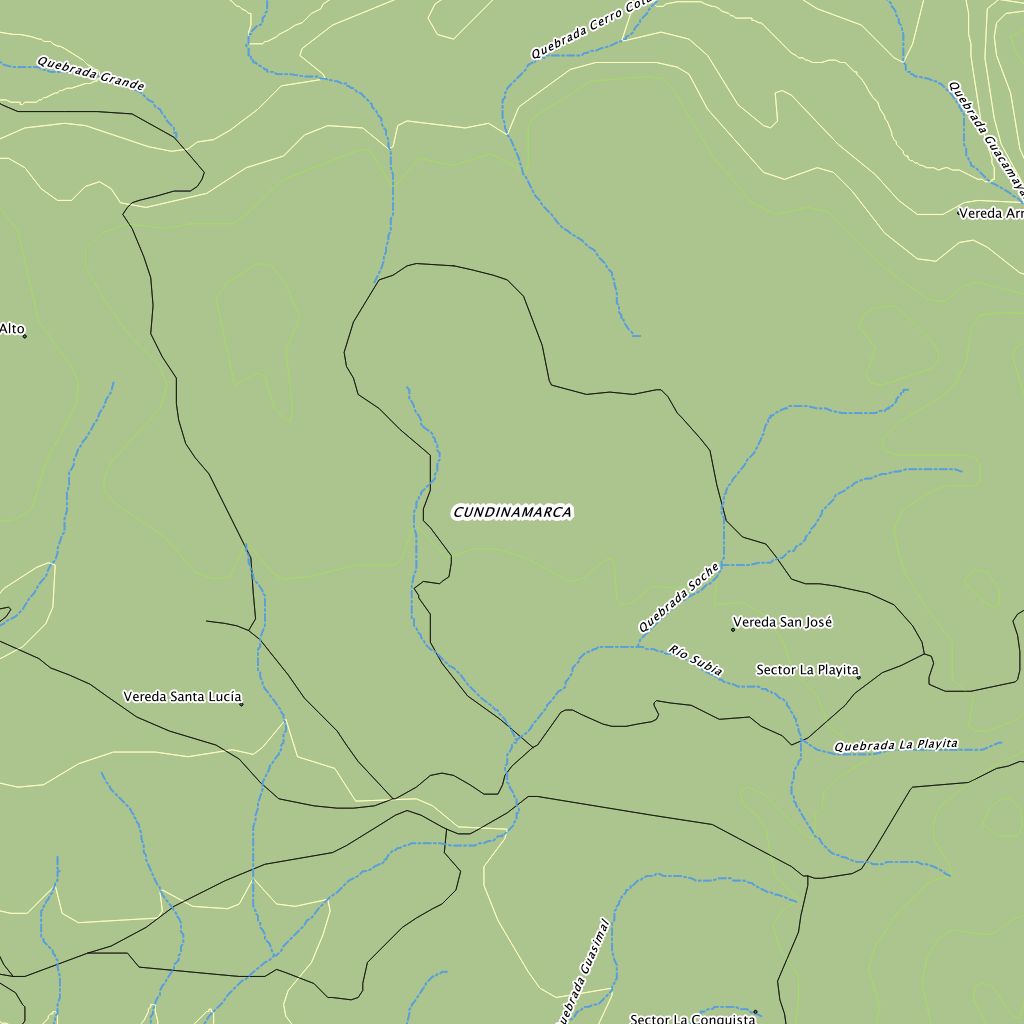 Quebrada Cerro
Quebrada Grande
Quebrada Guacamaya
Vereda
Alto
CUNDINAMARCA
Quebrada Soche
Vereda San José
Río Subia
Sector La Playita
Vereda Santa Lucía
Quebrada La Playita
Guasimal
Sector La Conquista